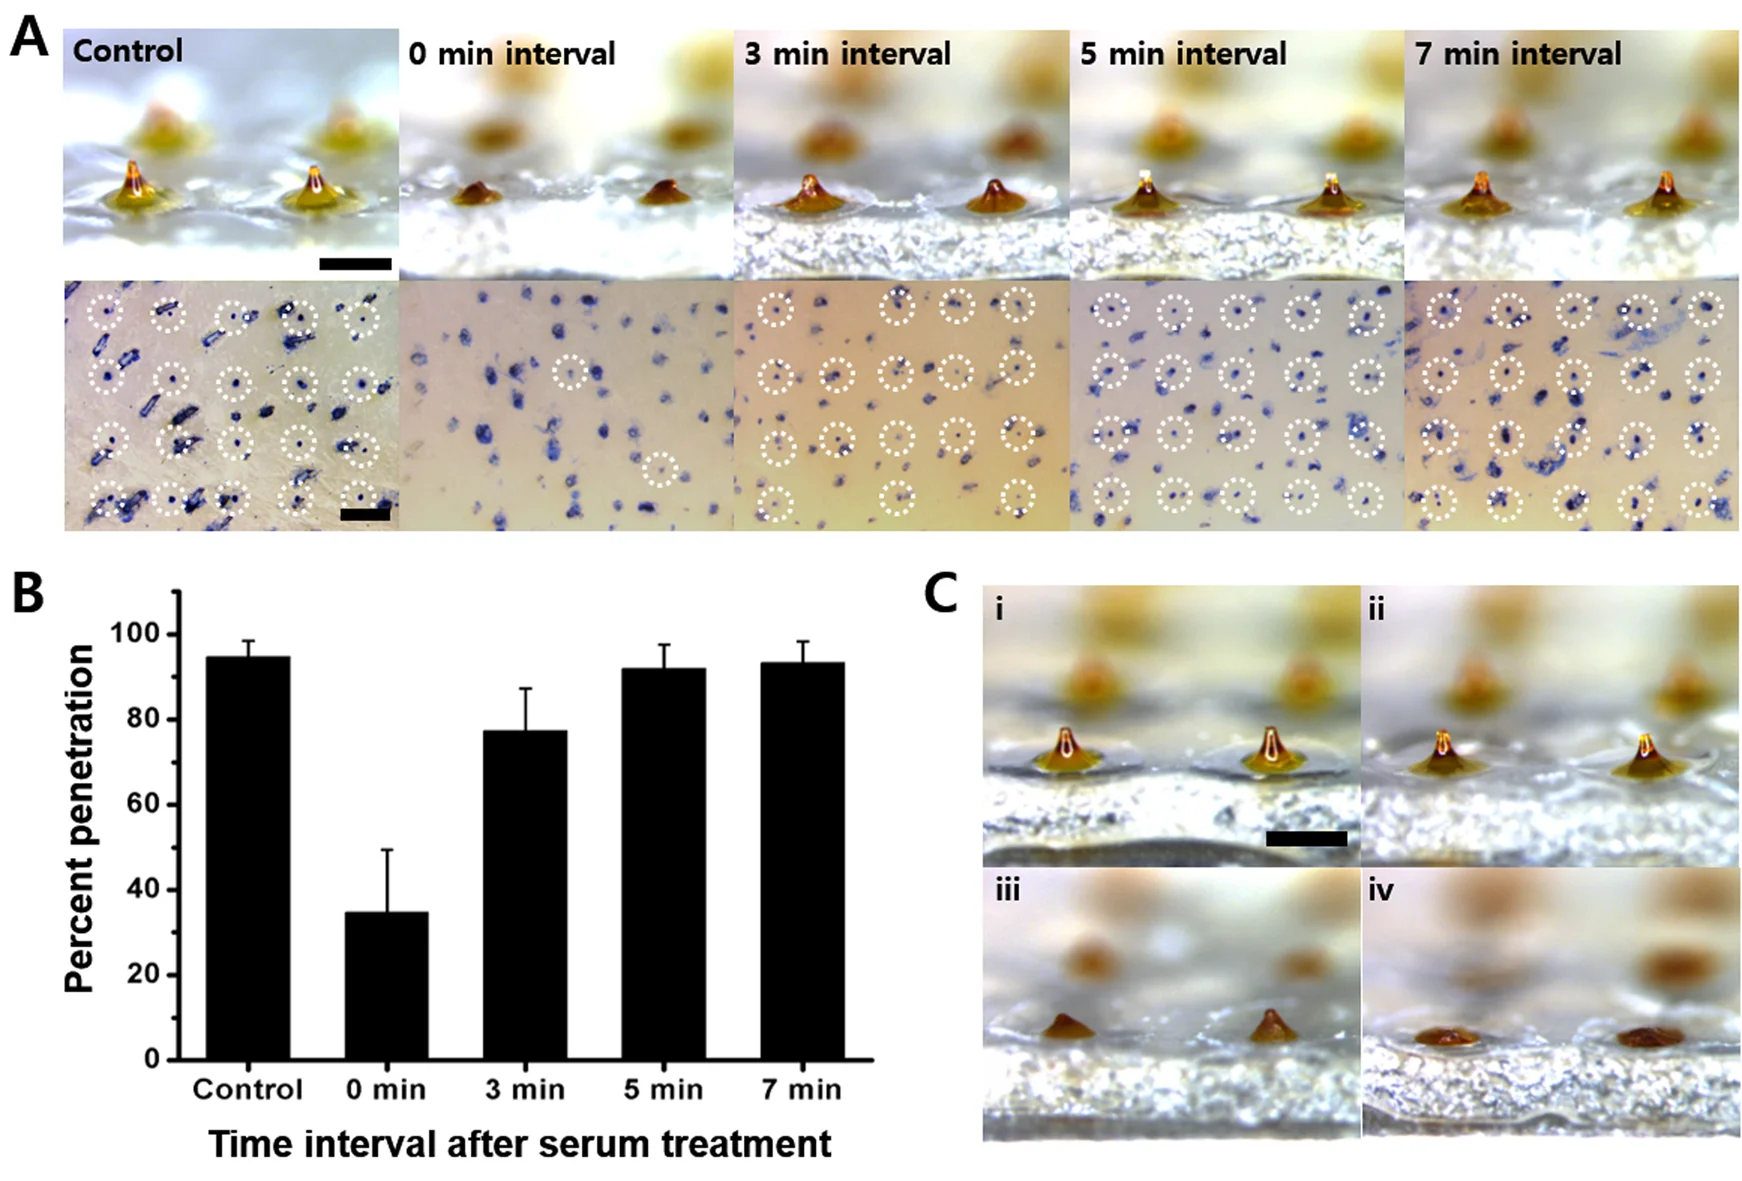 A
Control
0 min interval
3 min interval
5 min interval
7 min interval
B
Percent penetration
100
80
60
40
20
0
Control
0 min
3 min
5 min
7 min
Time interval after serum treatment
C
i
ii
iii
iv